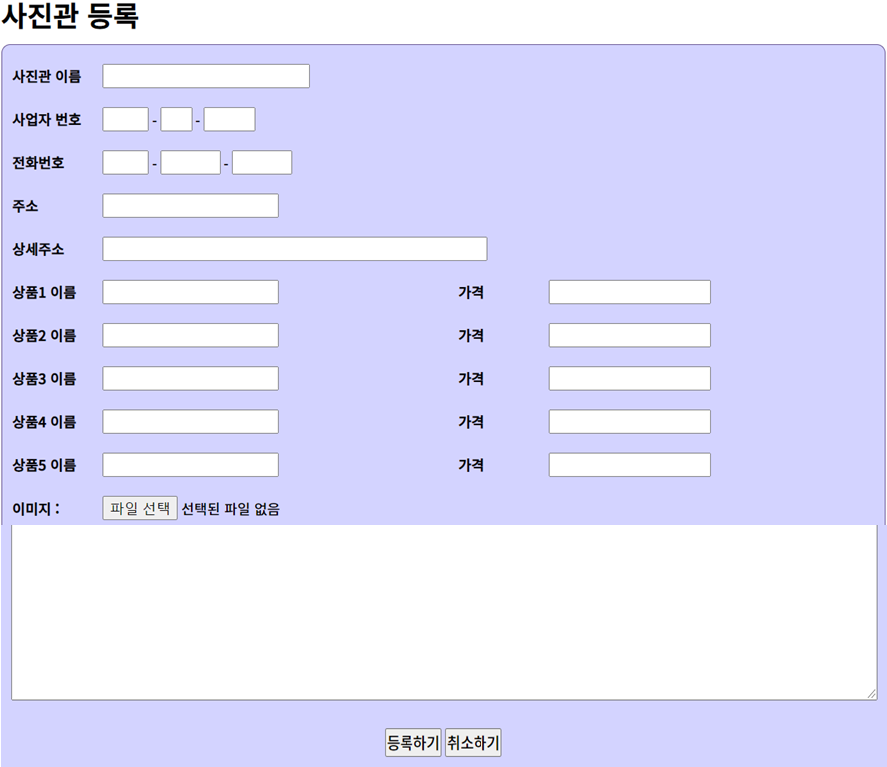 사진관 등록
사진관 이름
사업자 번호 - -
전화번호 - -
주소
상세주소
상품1 이름 가격
상품2 이름 가격
상품3 이름 가격
상품4 이름 가격
상품5 이름 가격
이미지 : 파일 선택 선택된 파일 없음
등록하기 취소하기